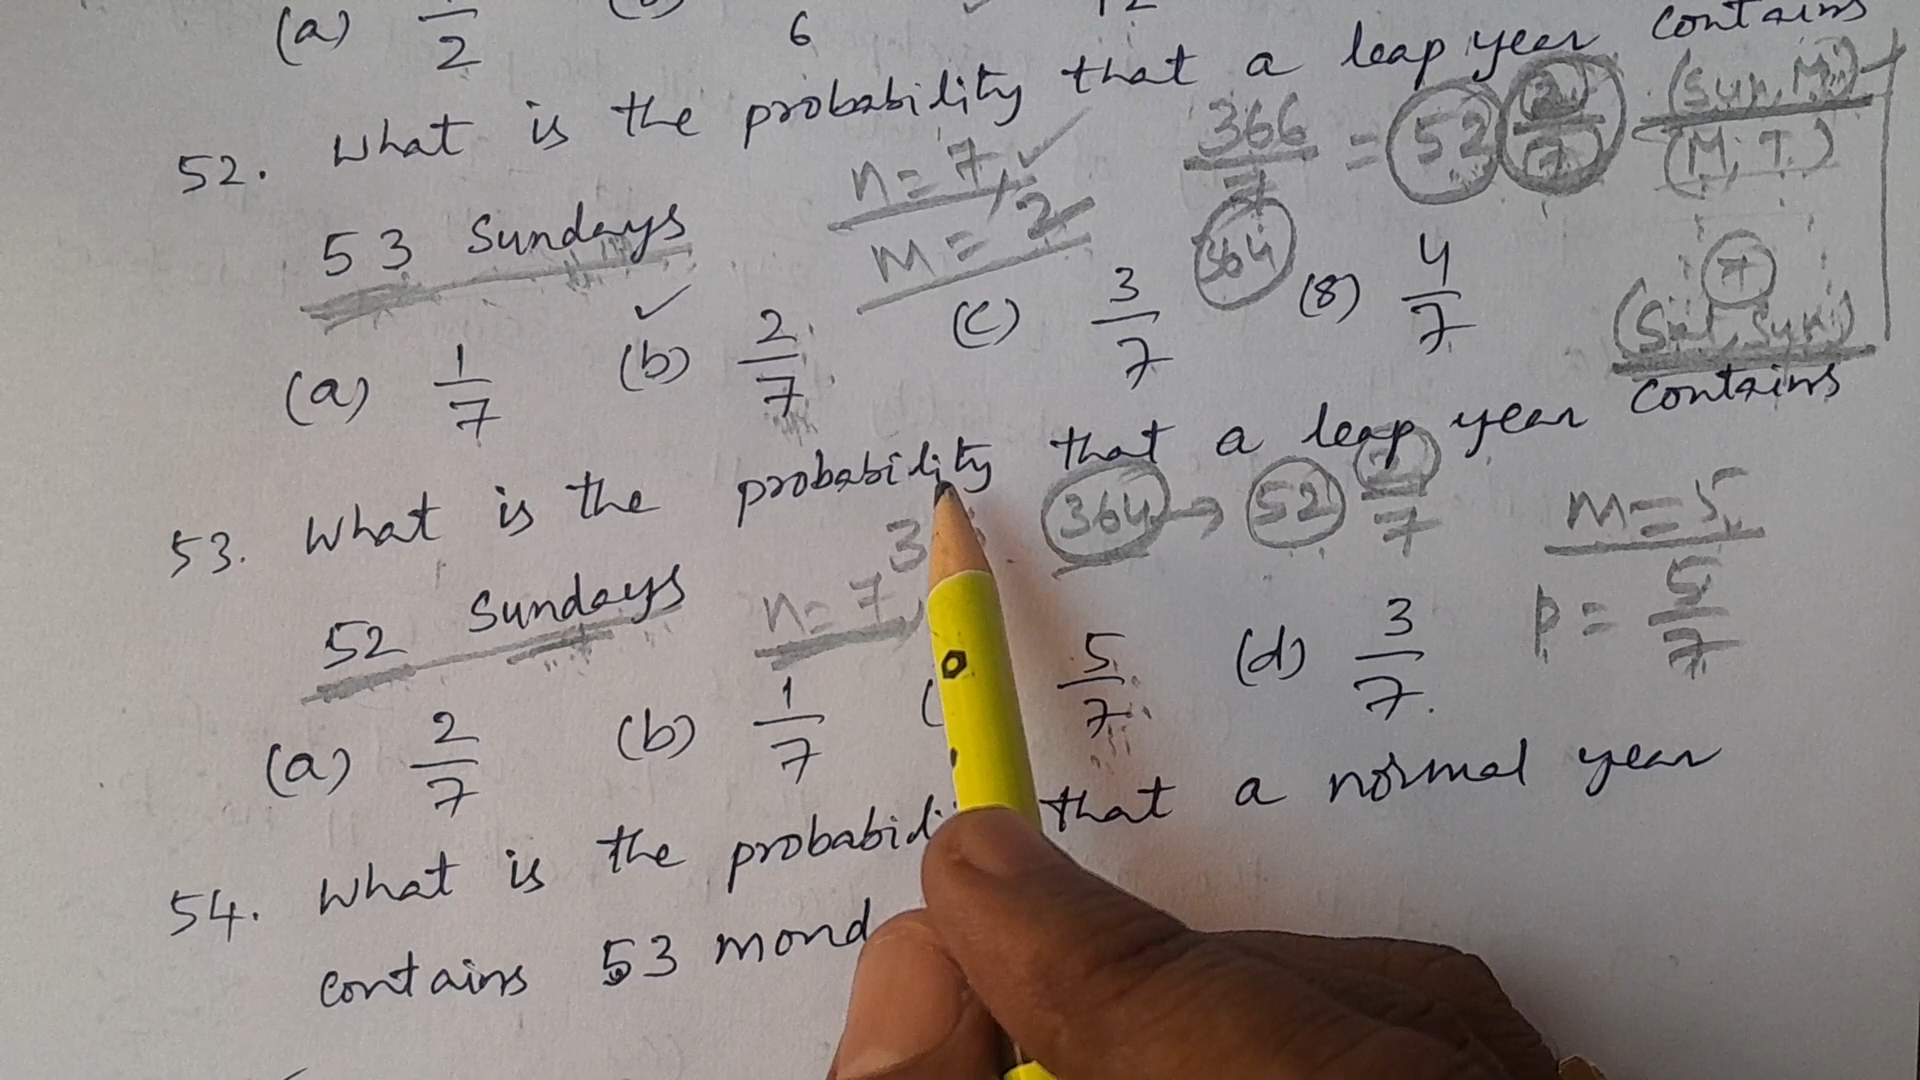 (a) 2 6 12
52. What is the probability that a leap year contains
53 Sundays
n = 7, m = 2
366/7 = 52 2/7 (Sun, M)
(M, T)
364 7
(Sat, Sun)
(a) 1/7 (b) 2/7 (c) 3/7 (8) 4/7
53. What is the probability that a leap year contains
52 Sundays
n = 7, 364 → 52 2/7 m = 5
p = 5/7
(a) 2/7 (b) 1/7 ( 5/7 (d) 3/7
54. What is the that a normal year
contains 53